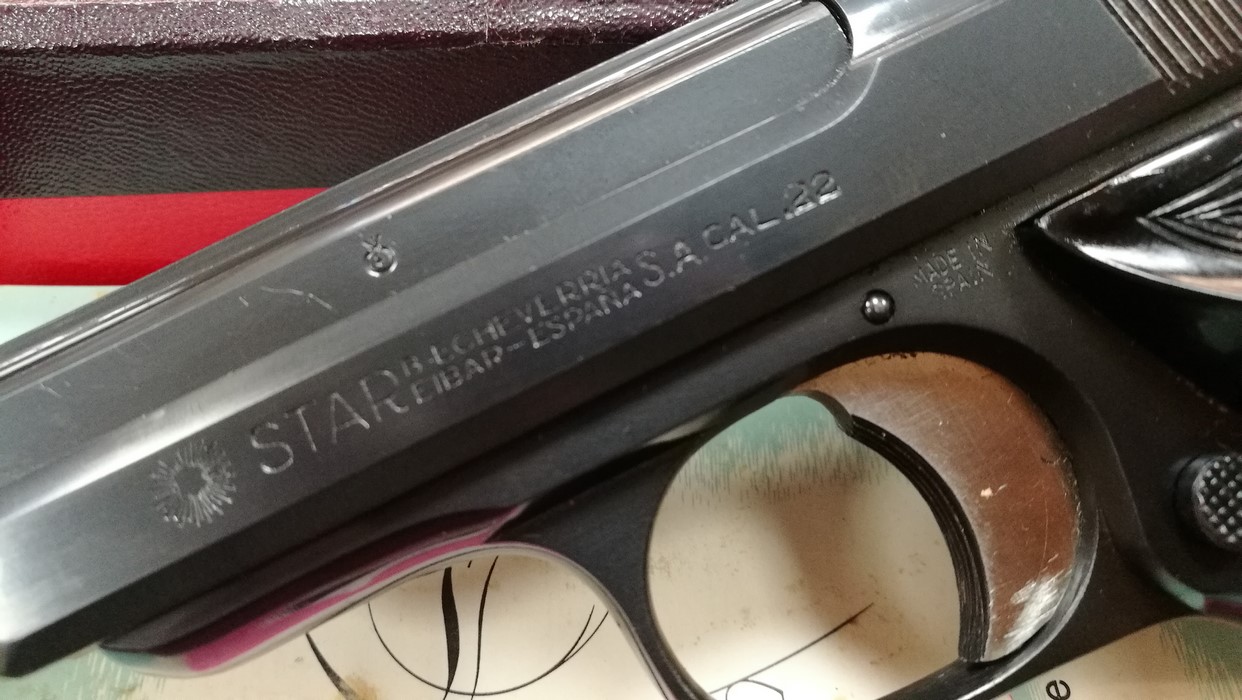 STAR B. ECHEVERRIA S.A CAL .22
EIBAR-ESPAÑA
MADE IN
SPAIN
e